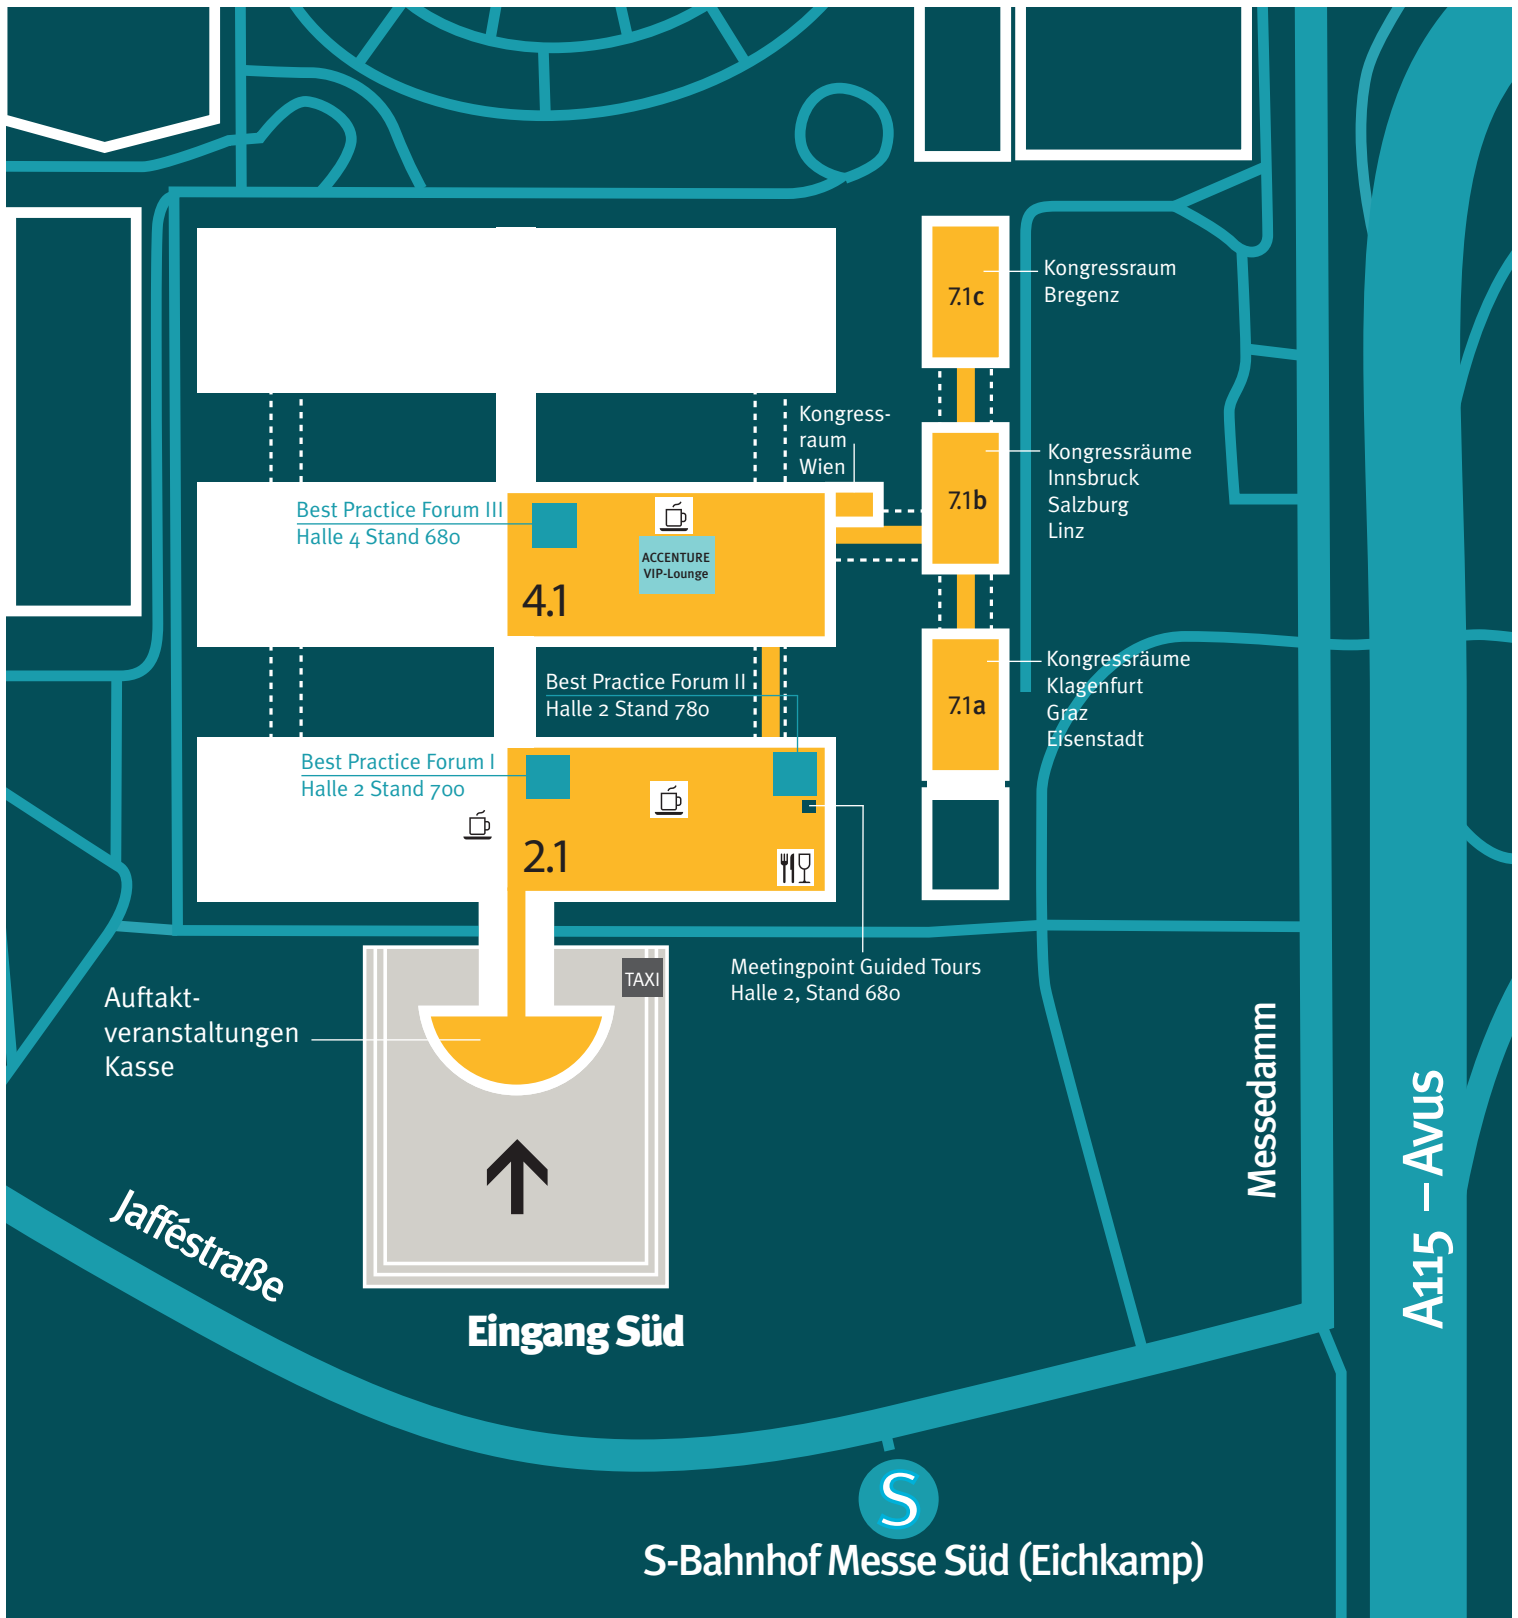 7.1c
Kongressraum
Bregenz
Kongress-
raum
Wien
7.1b
Kongressräume
Innsbruck
Salzburg
Linz
Best Practice Forum III
Halle 4 Stand 680
ACCENTURE
VIP-Lounge
4.1
7.1a
Kongressräume
Klagenfurt
Graz
Eisenstadt
Best Practice Forum II
Halle 2 Stand 780
Best Practice Forum I
Halle 2 Stand 700
2.1
TAXI
Meetingpoint Guided Tours
Halle 2, Stand 680
Auftakt-
veranstaltungen
Kasse
Messedamm
A115 – Avus
Jafféstraße
Eingang Süd
S
S-Bahnhof Messe Süd (Eichkamp)